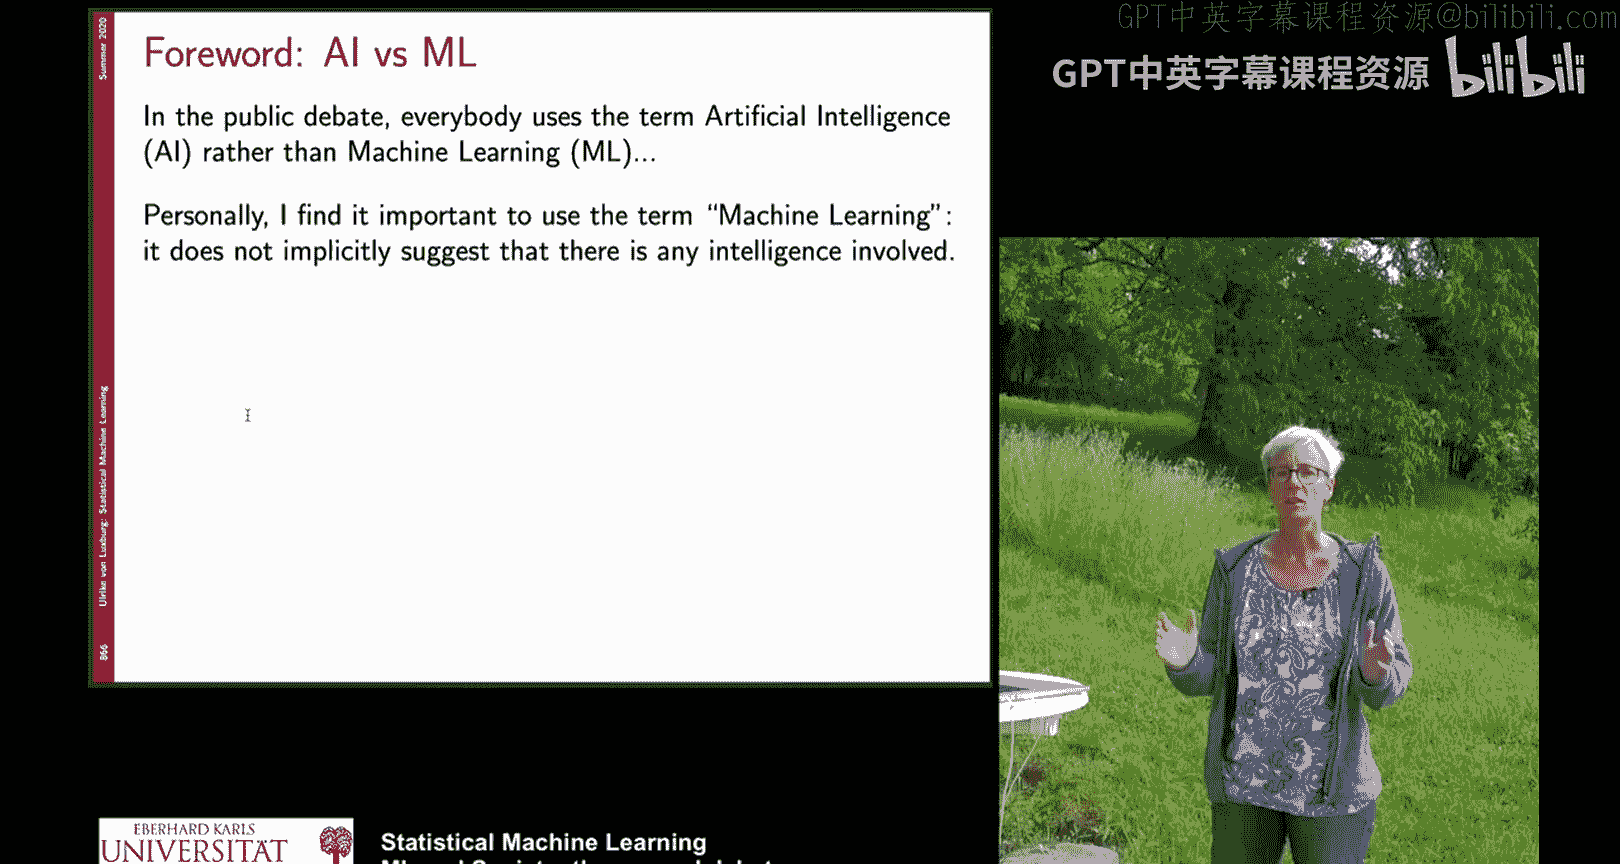 GPT中英字幕课程资源@bilibili.com
GPT中英字幕课程资源 bilibili
Summer 2020
Foreword: AI vs ML
In the public debate, everybody uses the term Artificial Intelligence
(AI) rather than Machine Learning (ML)...
Personally, I find it important to use the term “Machine Learning”:
it does not implicitly suggest that there is any intelligence involved.
Ulrike von Luxburg: Statistical Machine Learning
866
EBERHARD KARLS
UNIVERSITÄT
Statistical Machine Learning